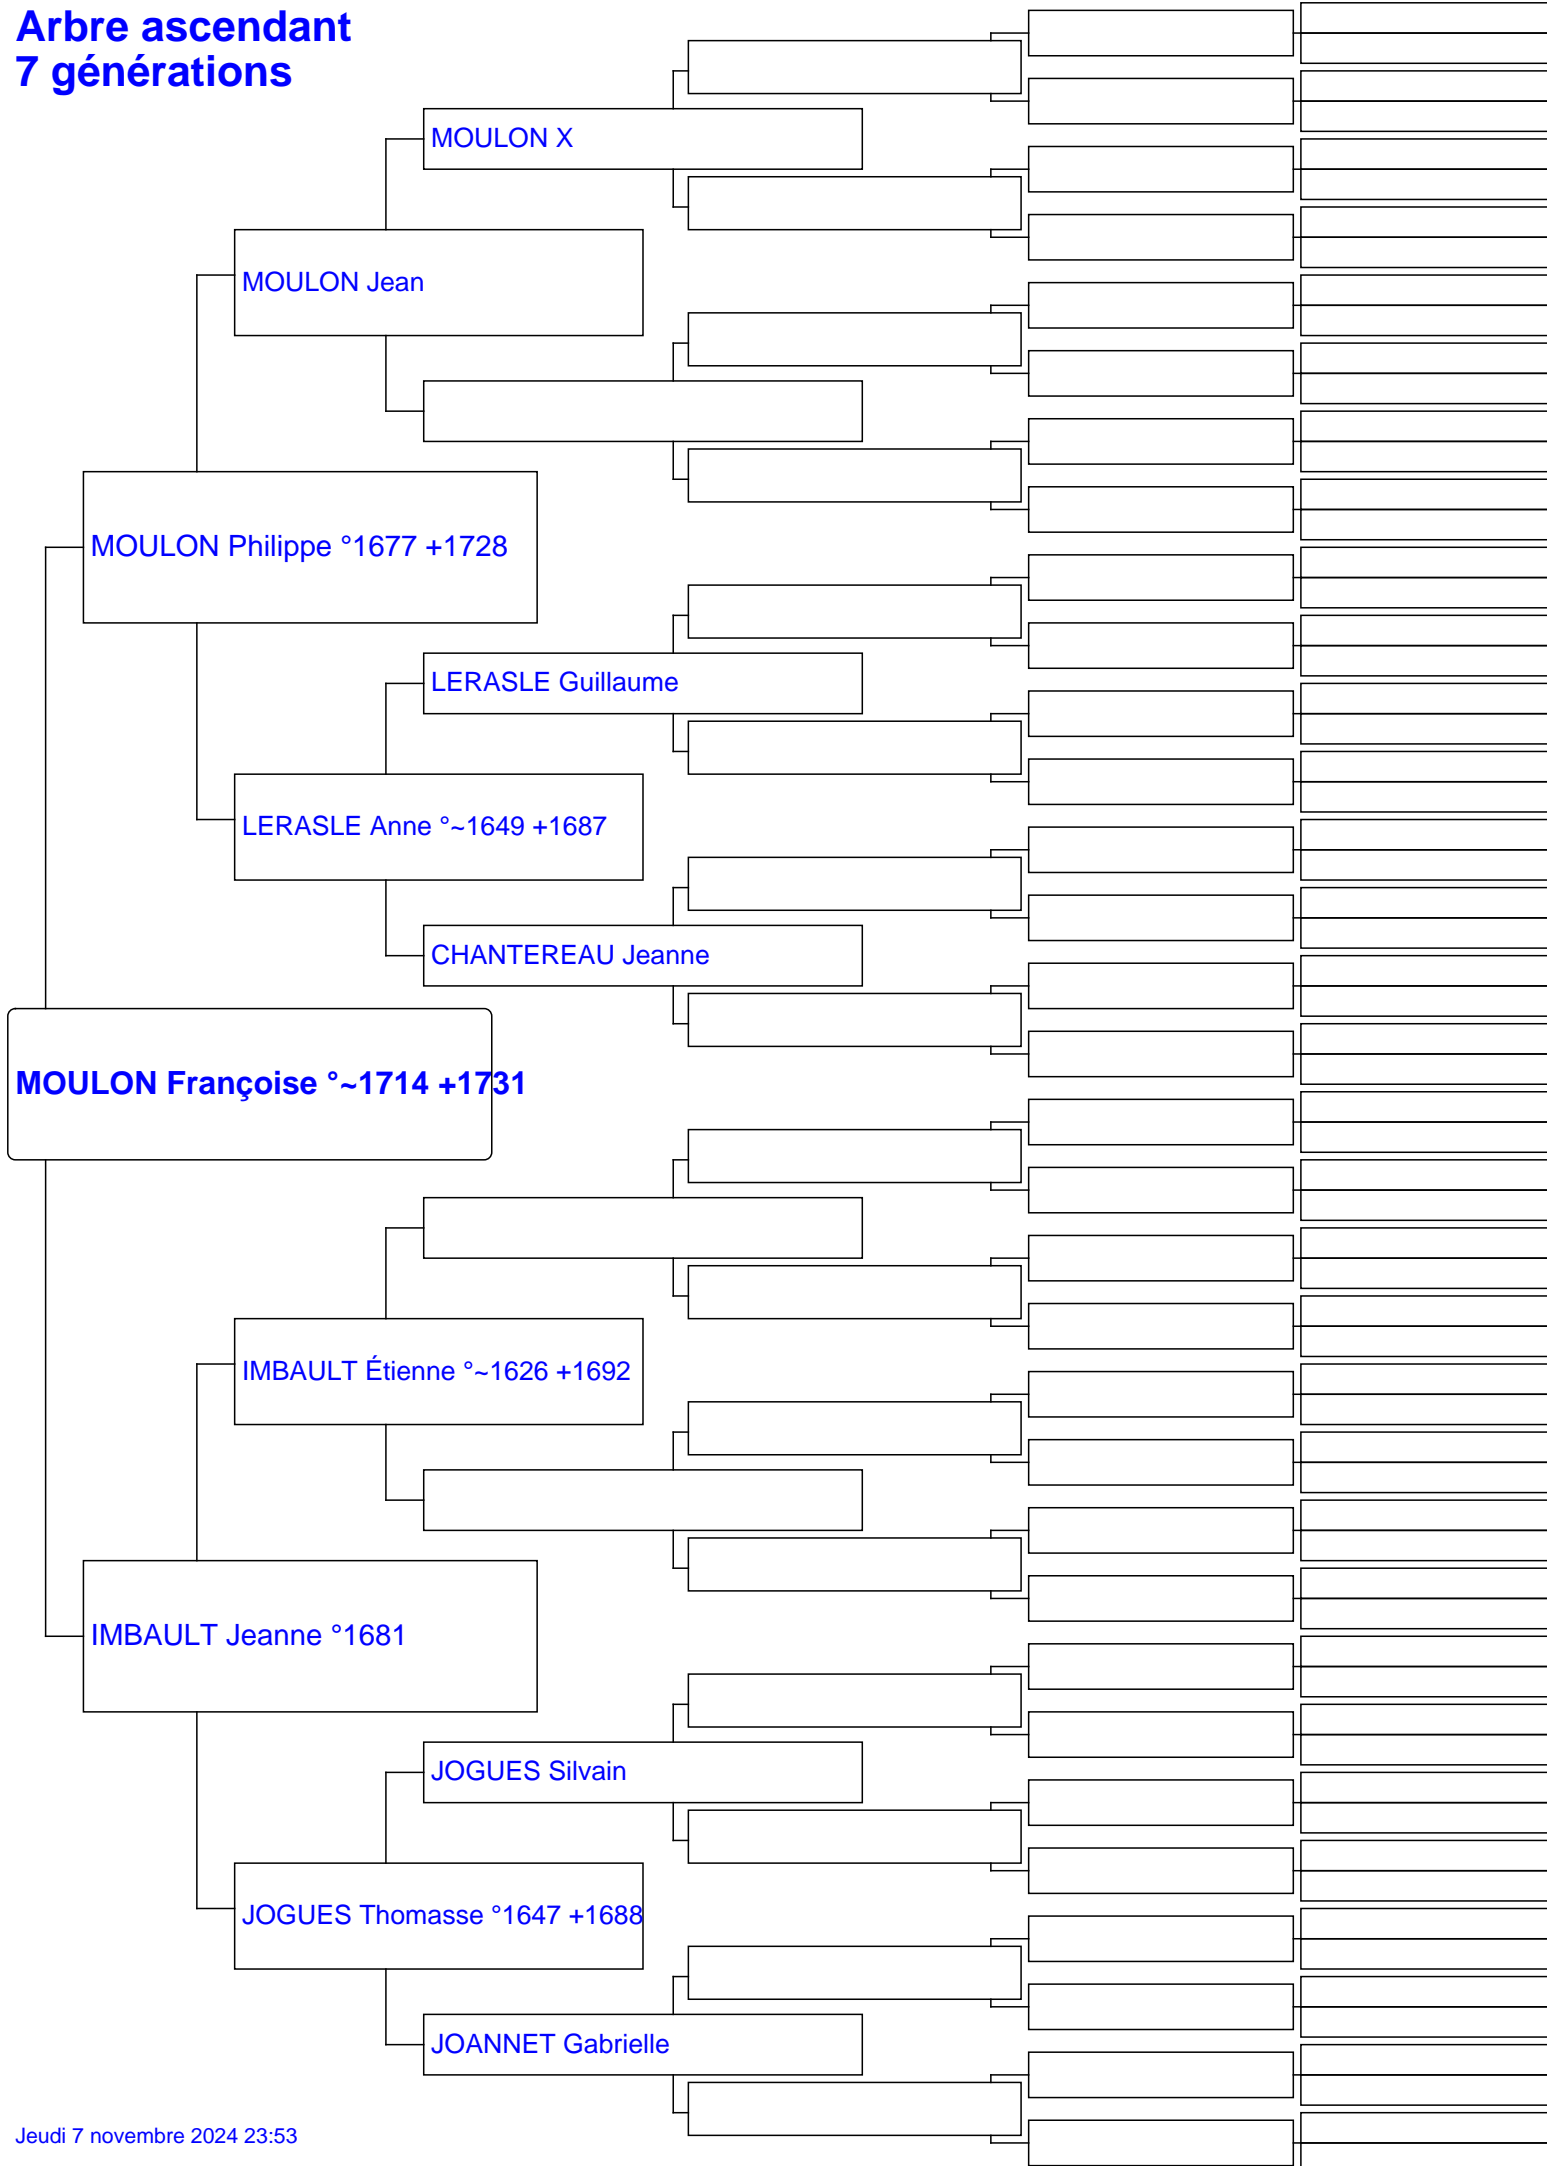 Arbre ascendant
7 générations
MOULON X
MOULON Jean
MOULON Philippe °1677 +1728
LERASLE Guillaume
LERASLE Anne °~1649 +1687
CHANTEREAU Jeanne
MOULON Françoise °~1714 +1731
IMBAULT Étienne °~1626 +1692
IMBAULT Jeanne °1681
JOGUES Silvain
JOGUES Thomasse °1647 +1688
JOANNET Gabrielle
Jeudi 7 novembre 2024 23:53